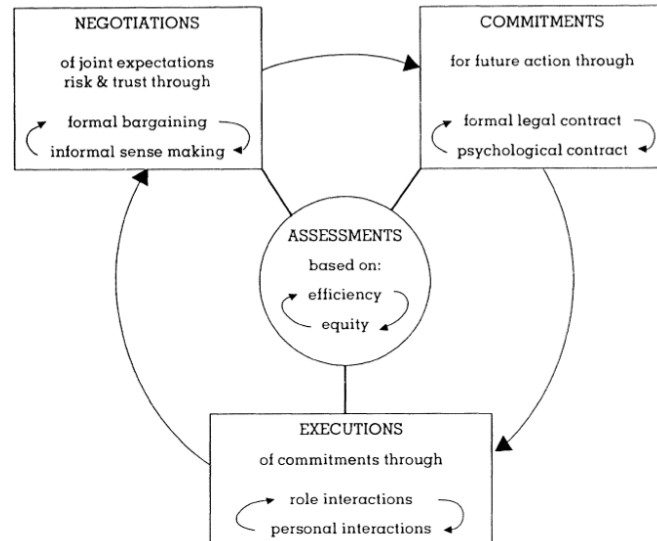 NEGOTIATIONS
of joint expectations
risk & trust through
formal bargaining
informal sense making
COMMITMENTS
for future action through
formal legal contract
psychological contract
ASSESSMENTS
based on:
efficiency
equity
EXECUTIONS
of commitments through
role interactions
personal interactions